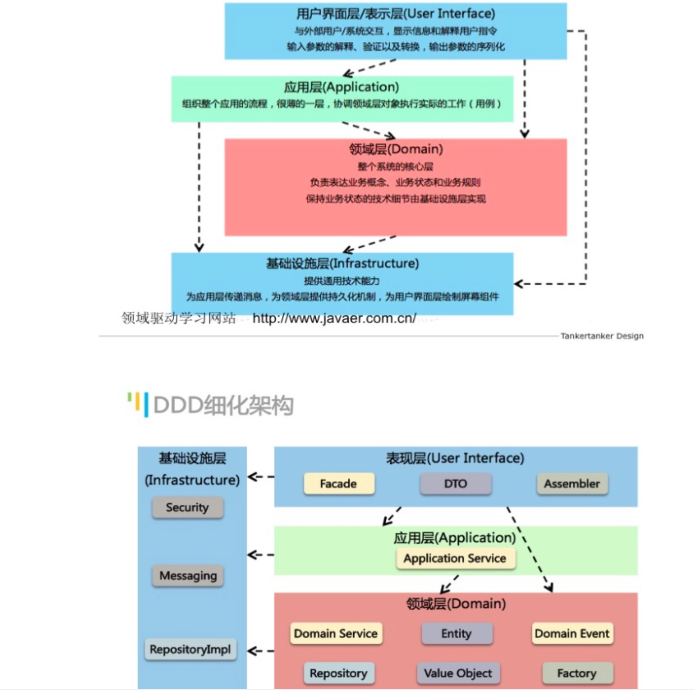 用户界面层/表示层(User Interface)
与外部用户/系统交互，显示信息和解释用户指令
输入参数的解释、验证以及转换，输出参数的序列化
应用层(Application)
组织整个应用的流程，很薄的一层，协调领域层对象执行实际的工作（用例）
领域层(Domain)
整个系统的核心层
负责表达业务概念、业务状态和业务规则
保持业务状态的技术细节由基础设施层实现
基础设施层(Infrastructure)
提供通用技术能力
为应用层传递消息，为领域层提供持久化机制，为用户界面层绘制屏幕组件
领域驱动学习网站 http://www.javaer.com.cn/
Tankertanker Design
DDD细化架构
基础设施层
(Infrastructure)
Security
Messaging
RepositoryImpl
表现层(User Interface)
Facade DTO Assembler
应用层(Application)
Application Service
领域层(Domain)
Domain Service Entity Domain Event
Repository Value Object Factory